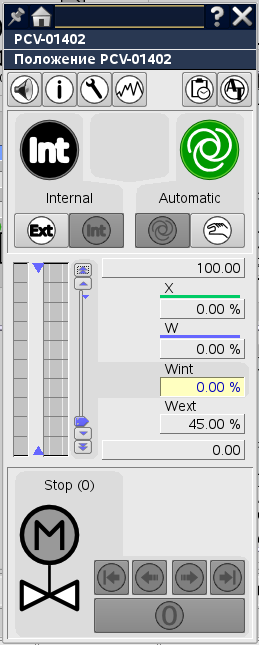 PCV-01402
Положение PCV-01402
Int
Internal
Automatic
Ext Int
100.00
X
0.00 %
W
0.00 %
Wint
0.00 %
Wext
45.00 %
0.00
Stop (0)
M
0